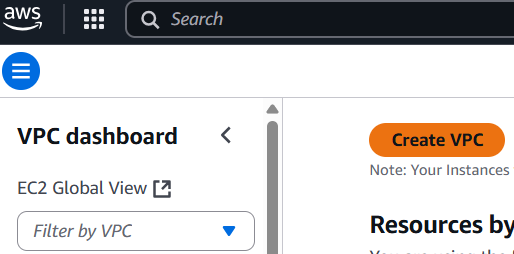 aws
Search
VPC dashboard
EC2 Global View
Filter by VPC
Create VPC
Note: Your Instances
Resources by